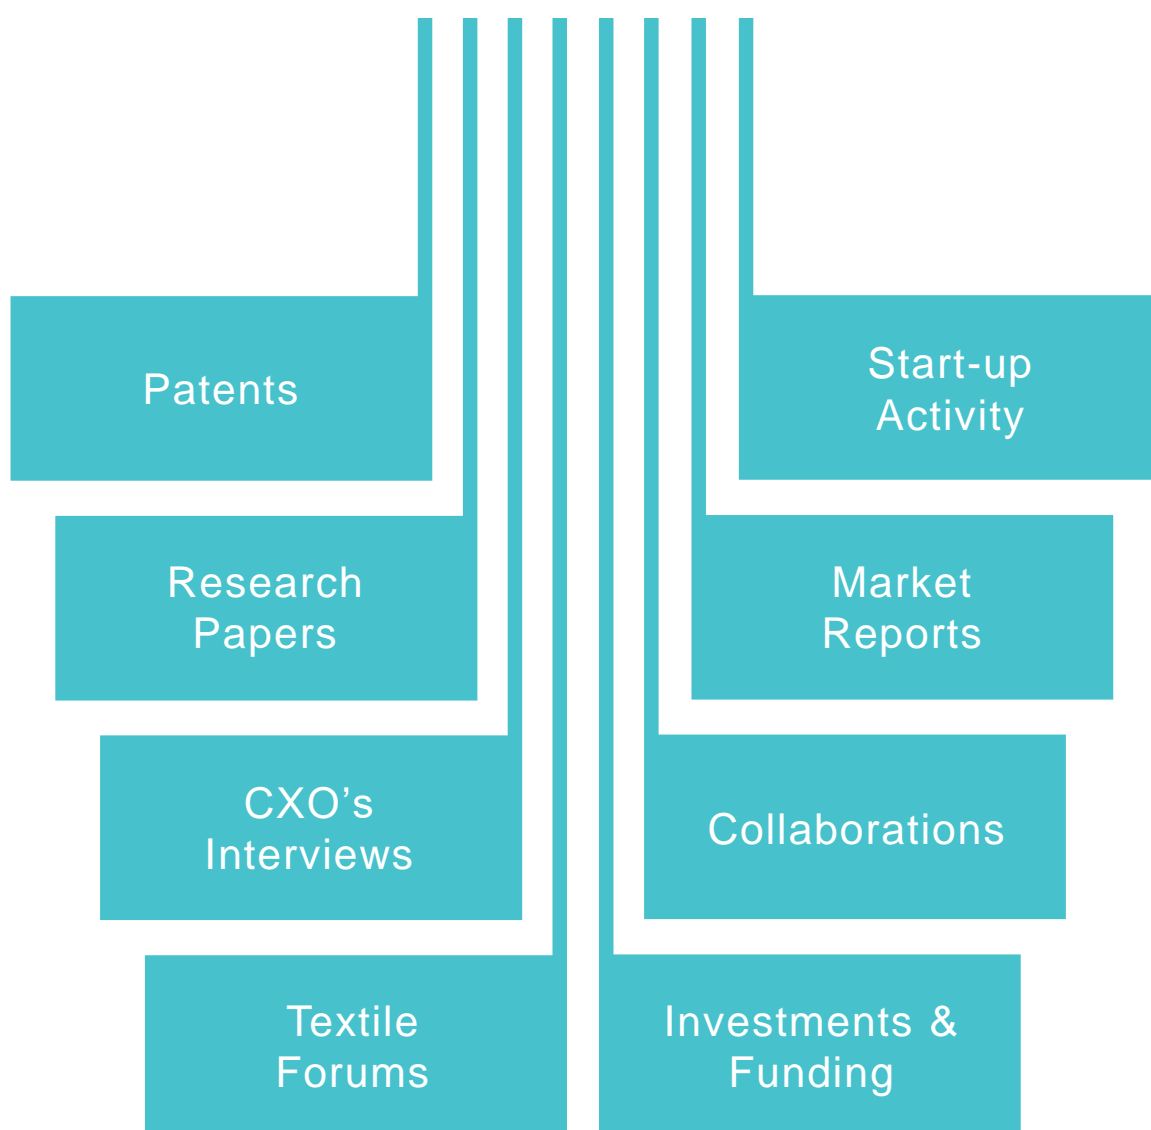 Patents
Start-up
Activity
Research
Papers
Market
Reports
CXO’s
Interviews
Collaborations
Textile
Forums
Investments &
Funding